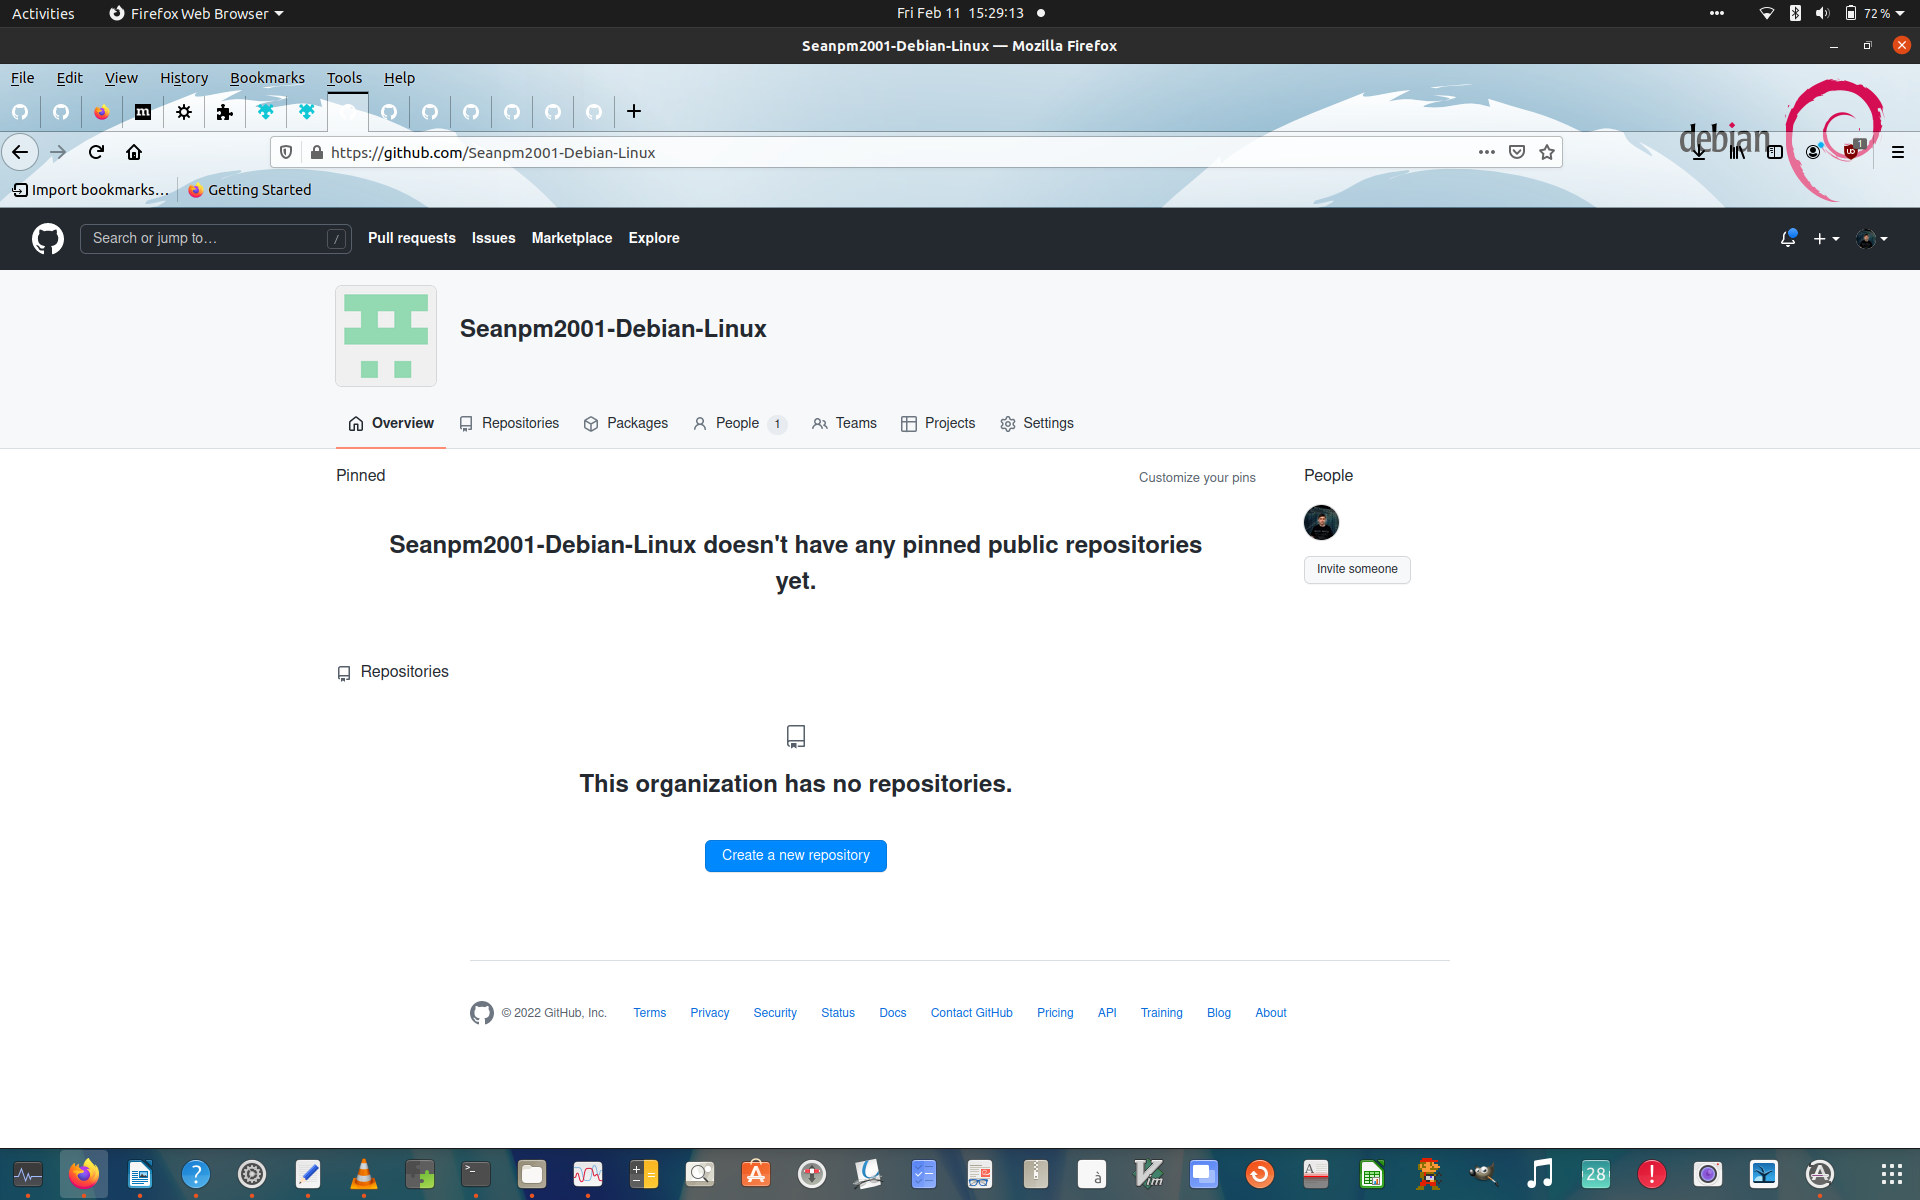 Activities
Firefox Web Browser
Fri Feb 11 15:29:13
72 %
Seanpm2001-Debian-Linux — Mozilla Firefox
File Edit View History Bookmarks Tools Help
debian
https://github.com/Seanpm2001-Debian-Linux
1
Import bookmarks…
Getting Started
Search or jump to…
/
Pull requests
Issues
Marketplace
Explore
Seanpm2001-Debian-Linux
Overview
Repositories
Packages
People 1
Teams
Projects
Settings
Pinned
Customize your pins
People
Seanpm2001-Debian-Linux doesn't have any pinned public repositories
yet.
Invite someone
Repositories
This organization has no repositories.
Create a new repository
© 2022 GitHub, Inc.
Terms
Privacy
Security
Status
Docs
Contact GitHub
Pricing
API
Training
Blog
About
28